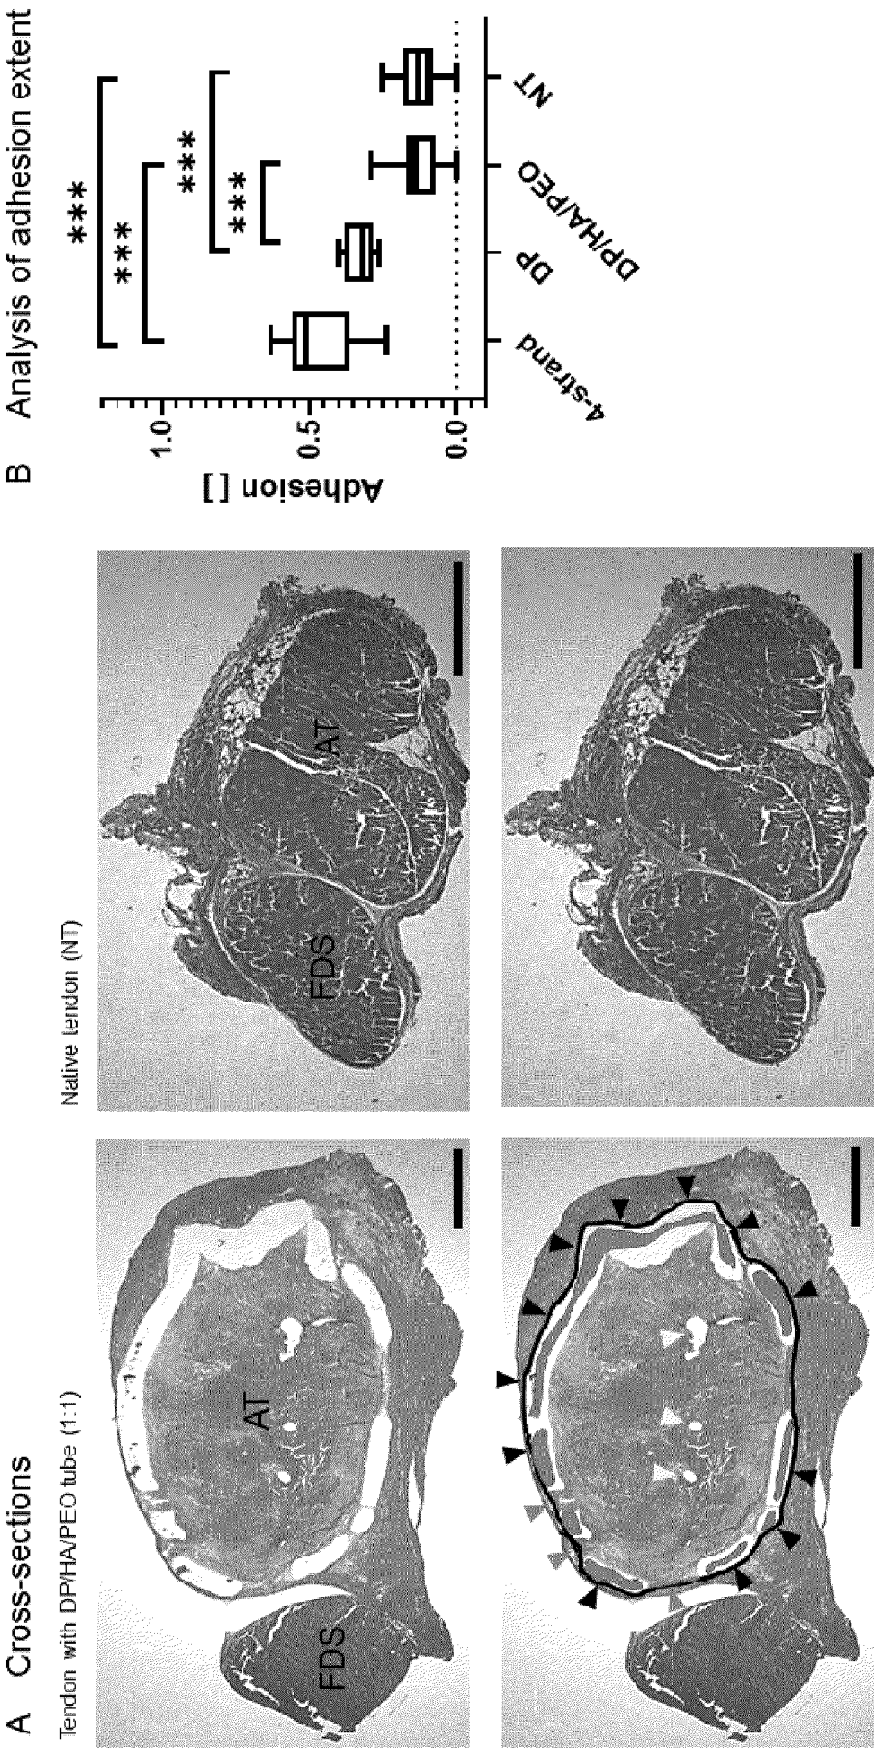 A Cross-sections
Tendon with DP/HA/PEO tube (1:1)
Native tendon (NT)
FDS
AT
FDS
AT
B Analysis of adhesion extent
***
***
***
***
Adhesion [ ]
1.0
0.5
0.0
4-strand
DP
DP/HA/PEO
NT